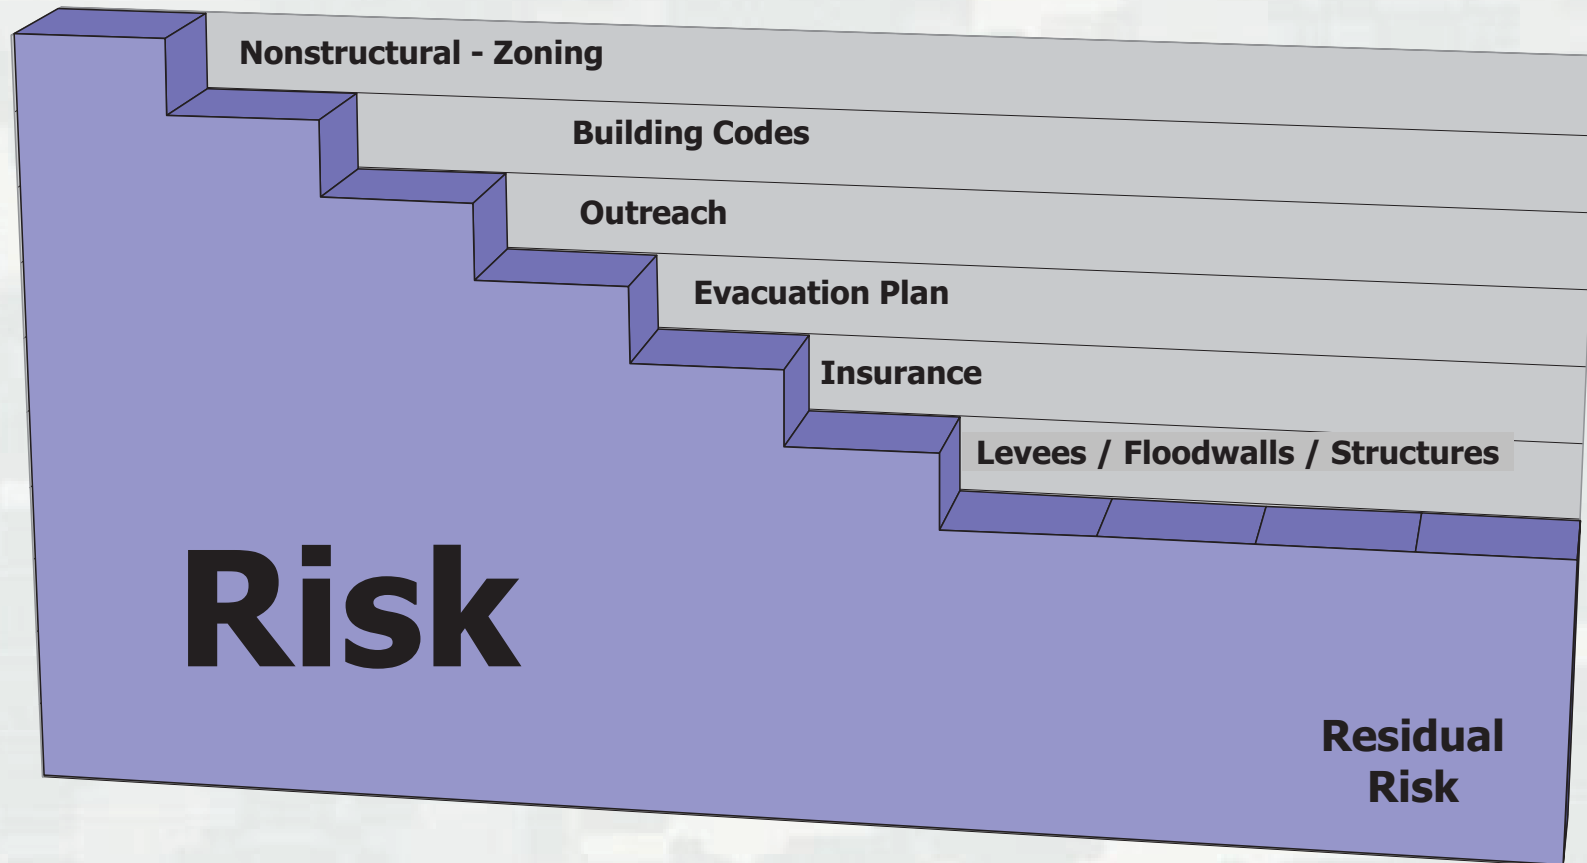 Nonstructural - Zoning
Building Codes
Outreach
Evacuation Plan
Insurance
Levees / Floodwalls / Structures
Risk
Residual
Risk